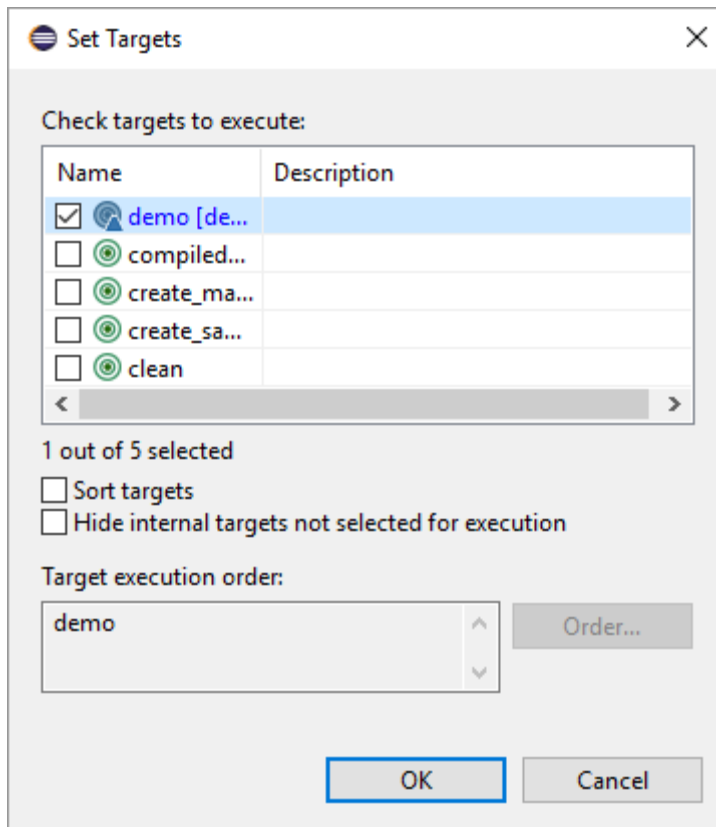 Set Targets
Check targets to execute:
Name Description
demo [de...
compiled...
create_ma...
create_sa...
clean
1 out of 5 selected
Sort targets
Hide internal targets not selected for execution
Target execution order:
demo
Order...
OK Cancel